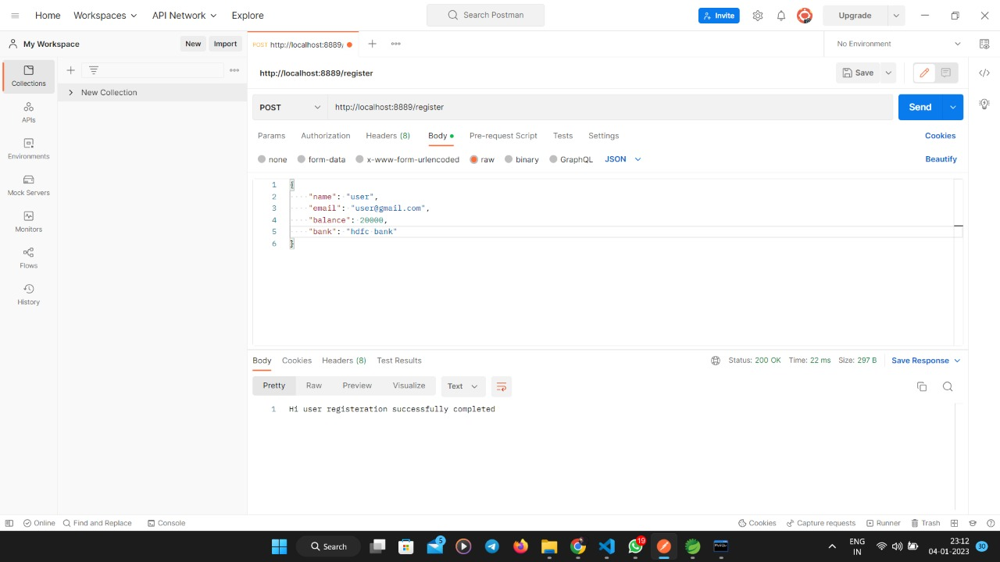 Home Workspaces API Network Explore Search Postman Invite Upgrade
My Workspace New Import POST http://localhost:8889/ No Environment
Collections
APIs
Environments
Mock Servers
Monitors
Flows
History
New Collection
http://localhost:8889/register Save
POST http://localhost:8889/register Send
Params Authorization Headers (8) Body Pre-request Script Tests Settings Cookies
none form-data x-www-form-urlencoded raw binary GraphQL JSON Beautify
1 {
2 "name": "user",
3 "email": "user@gmail.com",
4 "balance": 20000,
5 "bank": "hdfc bank"
6 }
Body Cookies Headers (8) Test Results Status: 200 OK Time: 22 ms Size: 297 B Save Response
Pretty Raw Preview Visualize Text
1 Hi user registeration successfully completed
Online Find and Replace Console Cookies Capture requests Runner Trash
Search 5 19 MySQL ENG IN 23:12 04-01-2023 30